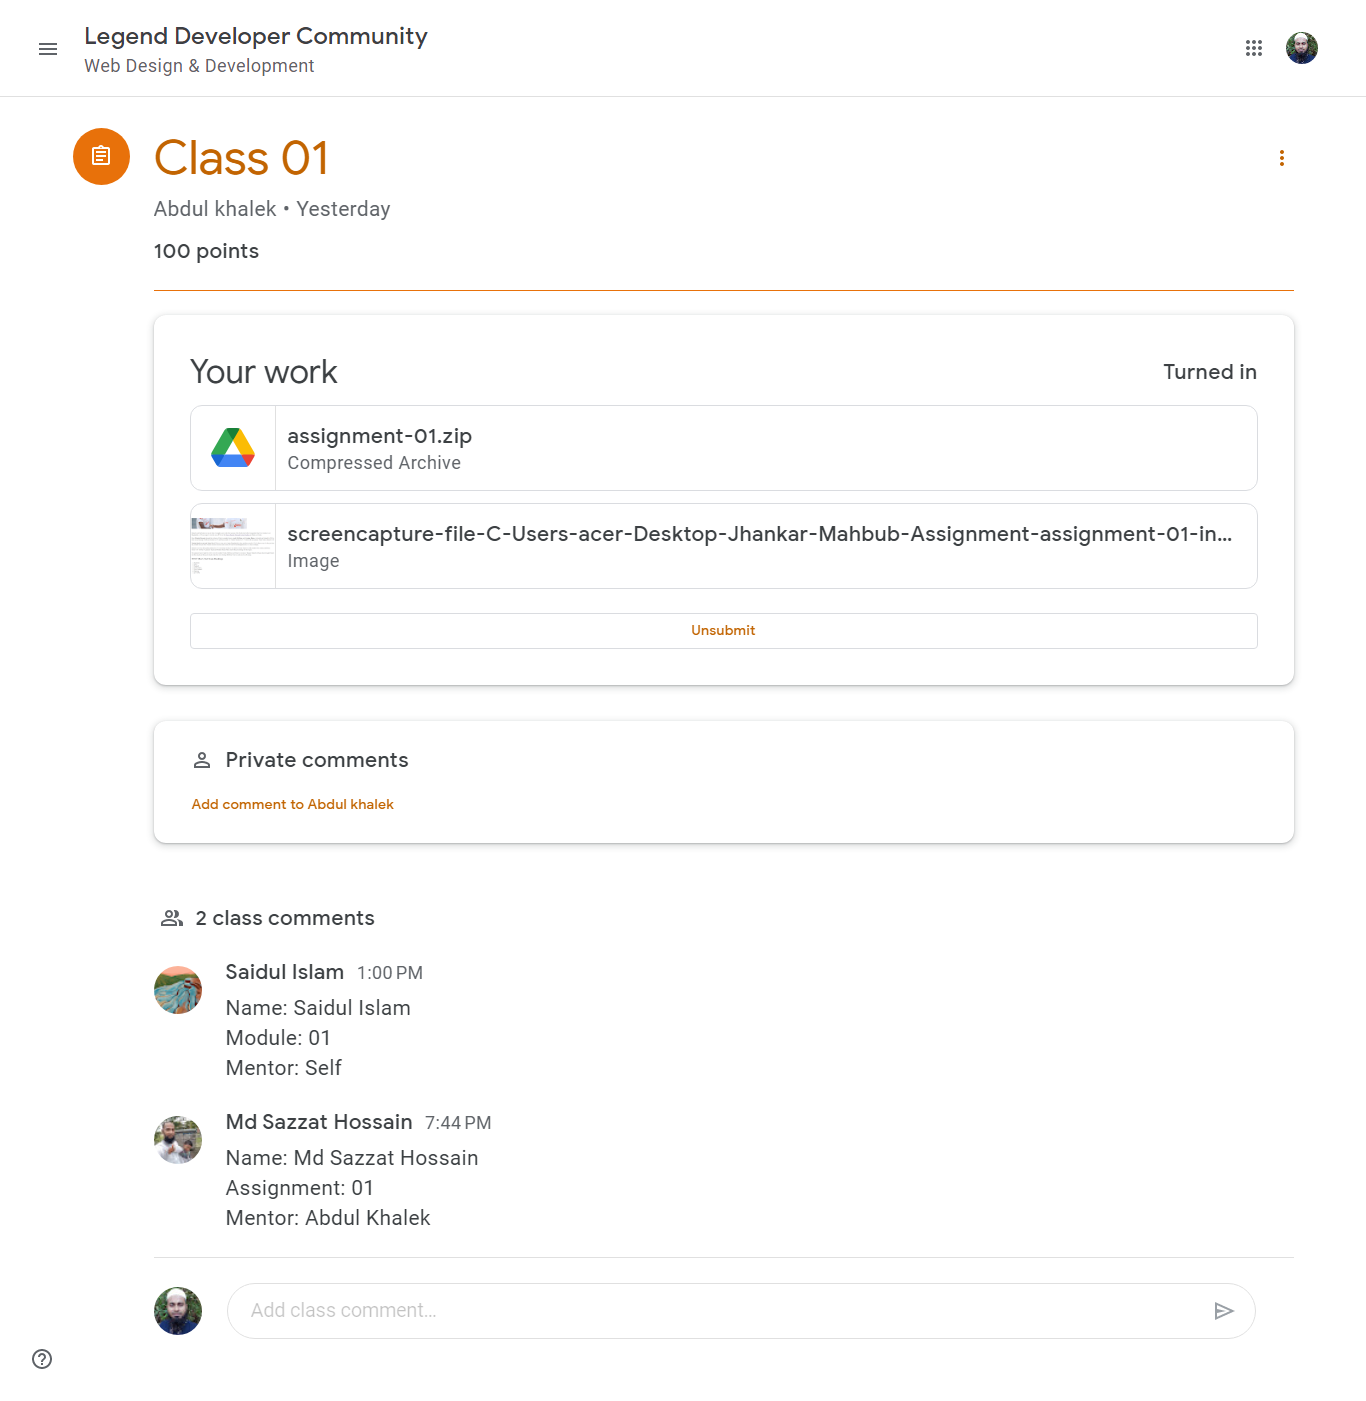 Legend Developer Community
Web Design & Development
Class 01
Abdul khalek • Yesterday
100 points
Your work
Turned in
assignment-01.zip
Compressed Archive
screencapture-file-C-Users-acer-Desktop-Jhankar-Mahbub-Assignment-assignment-01-in...
Image
Unsubmit
Private comments
Add comment to Abdul khalek
2 class comments
Saidul Islam 1:00 PM
Name: Saidul Islam
Module: 01
Mentor: Self
Md Sazzat Hossain 7:44 PM
Name: Md Sazzat Hossain
Assignment: 01
Mentor: Abdul Khalek
Add class comment...